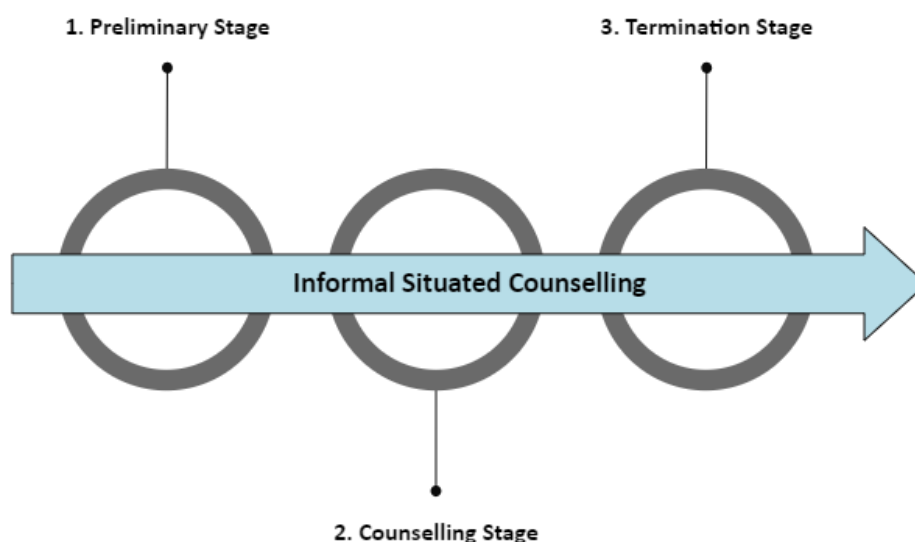 1. Preliminary Stage
3. Termination Stage
Informal Situated Counselling
2. Counselling Stage